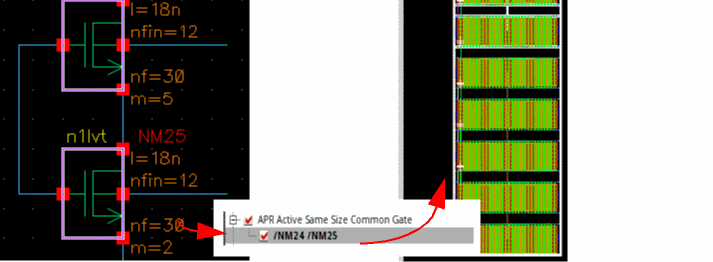 l=18n
nfin=12
nf=30
m=5
n1lvt NM25
l=18n
nfin=12
nf=30
m=2
APR Active Same Size Common Gate
/NM24 /NM25